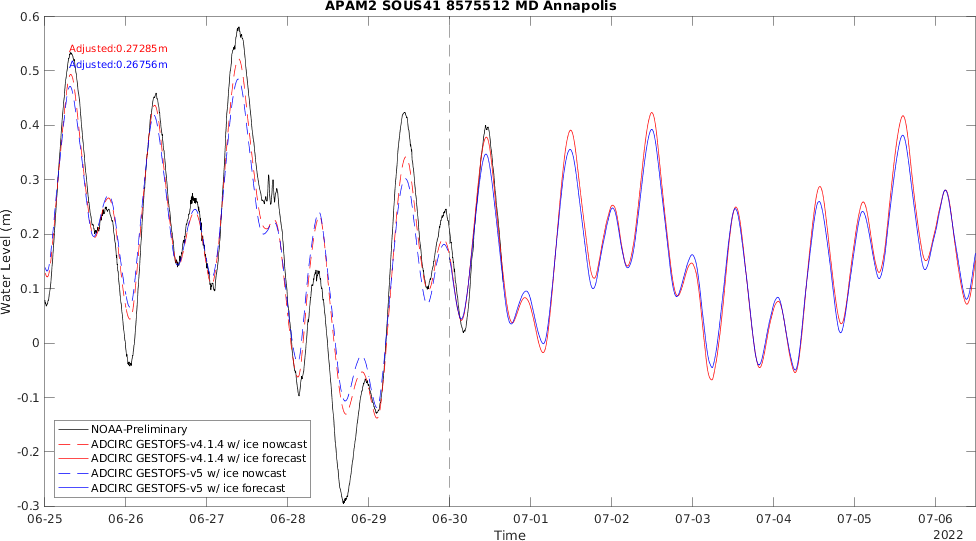 APAM2 SOUS41 8575512 MD Annapolis
0.6
0.5
0.4
0.3
0.2
0.1
0
-0.1
-0.2
-0.3
Water Level (m)
Adjusted:0.27285m
Adjusted:0.26756m
NOAA-Preliminary
ADCIRC GESTOFS-v4.1.4 w/ ice nowcast
ADCIRC GESTOFS-v4.1.4 w/ ice forecast
ADCIRC GESTOFS-v5 w/ ice nowcast
ADCIRC GESTOFS-v5 w/ ice forecast
06-25 06-26 06-27 06-28 06-29 06-30 07-01 07-02 07-03 07-04 07-05 07-06
Time
2022